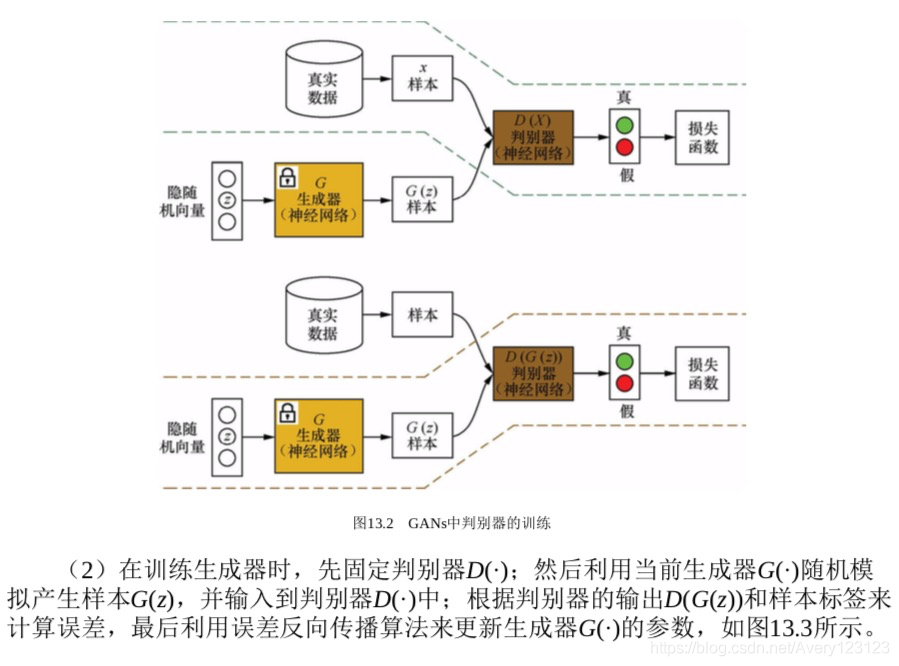 真实
数据
x
样本
D (X)
判别器
(神经网络)
真
假
损失
函数
隐随
机向量
z
G
生成器
(神经网络)
G (z)
样本
真实
数据
样本
D (G (z))
判别器
(神经网络)
真
假
损失
函数
隐随
机向量
z
G
生成器
(神经网络)
G (z)
样本
图13.2 GANs中判别器的训练
（2）在训练生成器时，先固定判别器D(·)；然后利用当前生成器G(·)随机模
拟产生样本G(z)，并输入到判别器D(·)中；根据判别器的输出D(G(z))和样本标签来
计算误差，最后利用误差反向传播算法来更新生成器G(·)的参数，如图13.3所示。
https://blog.csdn.net/Avery123123